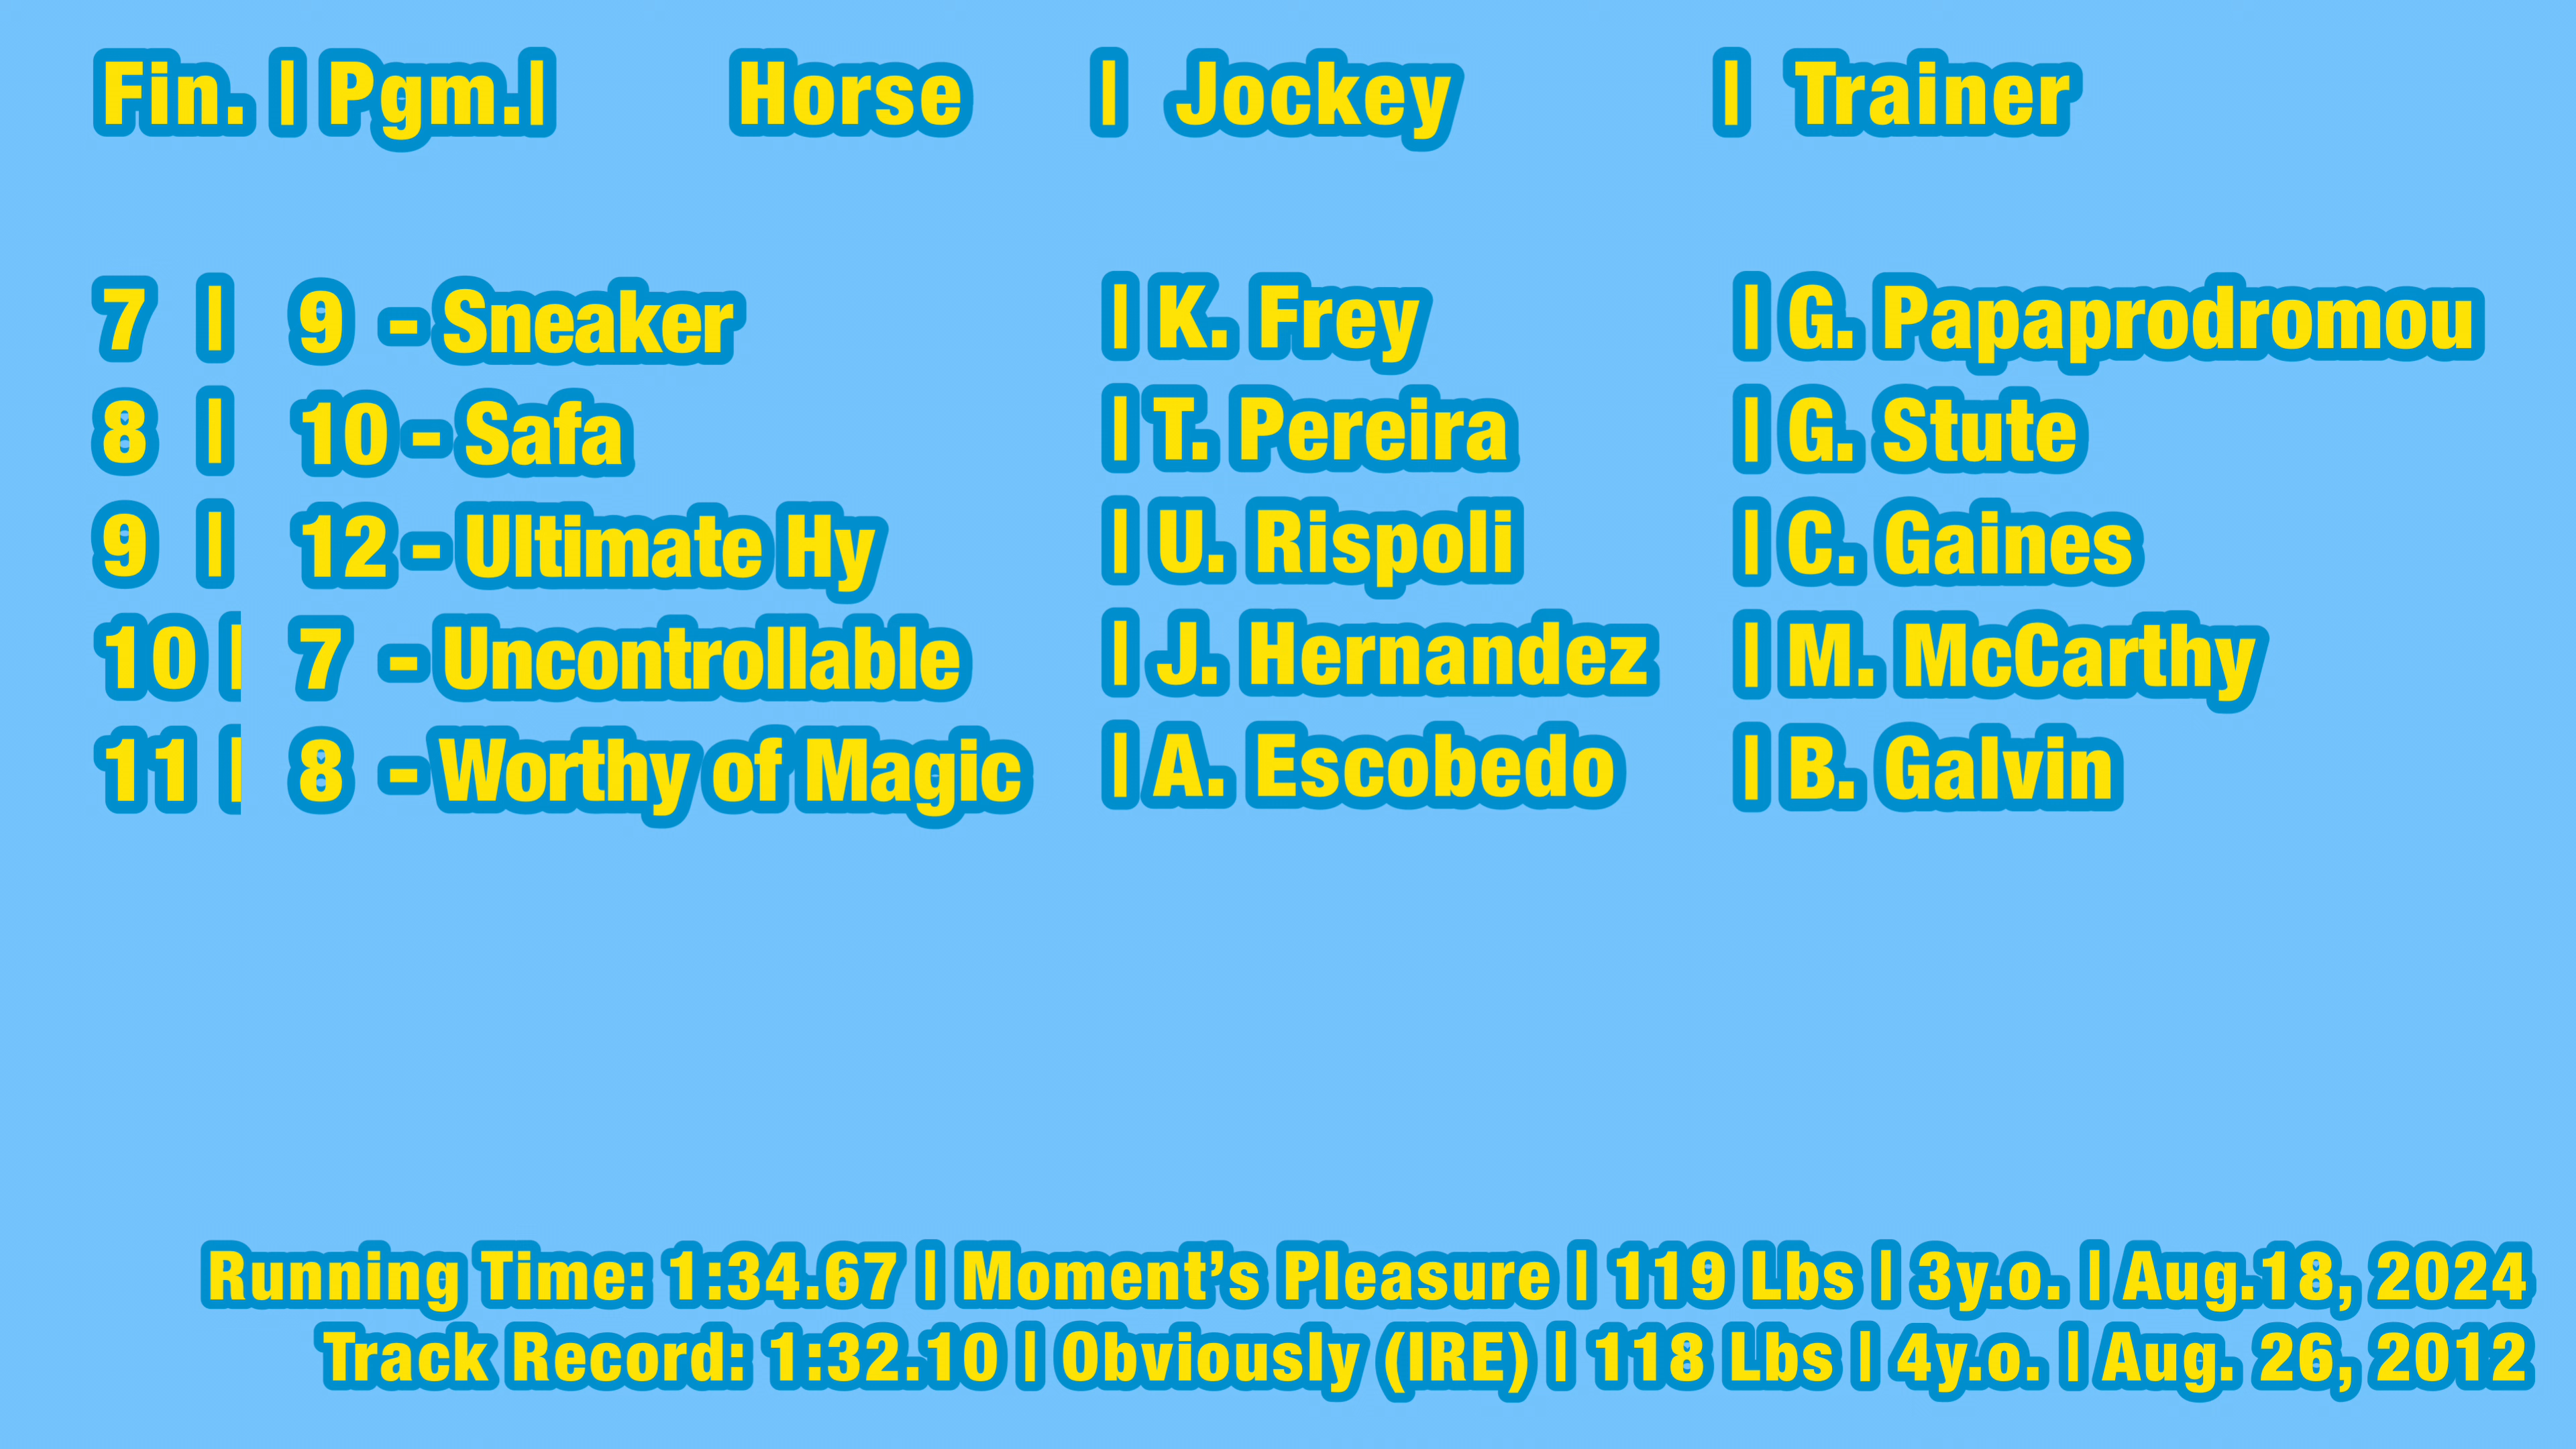 Fin. | Pgm.| Horse | Jockey | Trainer
7 | 9 - Sneaker | K. Frey | G. Papaprodromou
8 | 10 - Safa | T. Pereira | G. Stute
9 | 12 - Ultimate Hy | U. Rispoli | C. Gaines
10 | 7 - Uncontrollable | J. Hernandez | M. McCarthy
11 | 8 - Worthy of Magic | A. Escobedo | B. Galvin
Running Time: 1:34.67 | Moment’s Pleasure | 119 Lbs | 3y.o. | Aug.18, 2024
Track Record: 1:32.10 | Obviously (IRE) | 118 Lbs | 4y.o. | Aug. 26, 2012